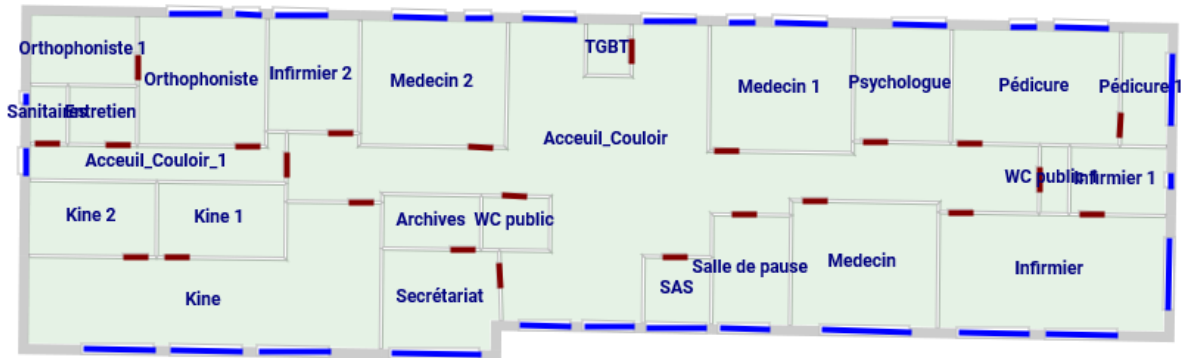 Orthophoniste 1
Orthophoniste
Infirmier 2
Medecin 2
TGBT
Medecin 1
Psychologue
Pédicure
Pédicure 1
Sanitaires
Entretien
Acceuil_Couloir
Acceuil_Couloir_1
WC public 1
Infirmier 1
Kine 2
Kine 1
Archives
WC public
Salle de pause
Medecin
Infirmier
SAS
Secrétariat
Kine